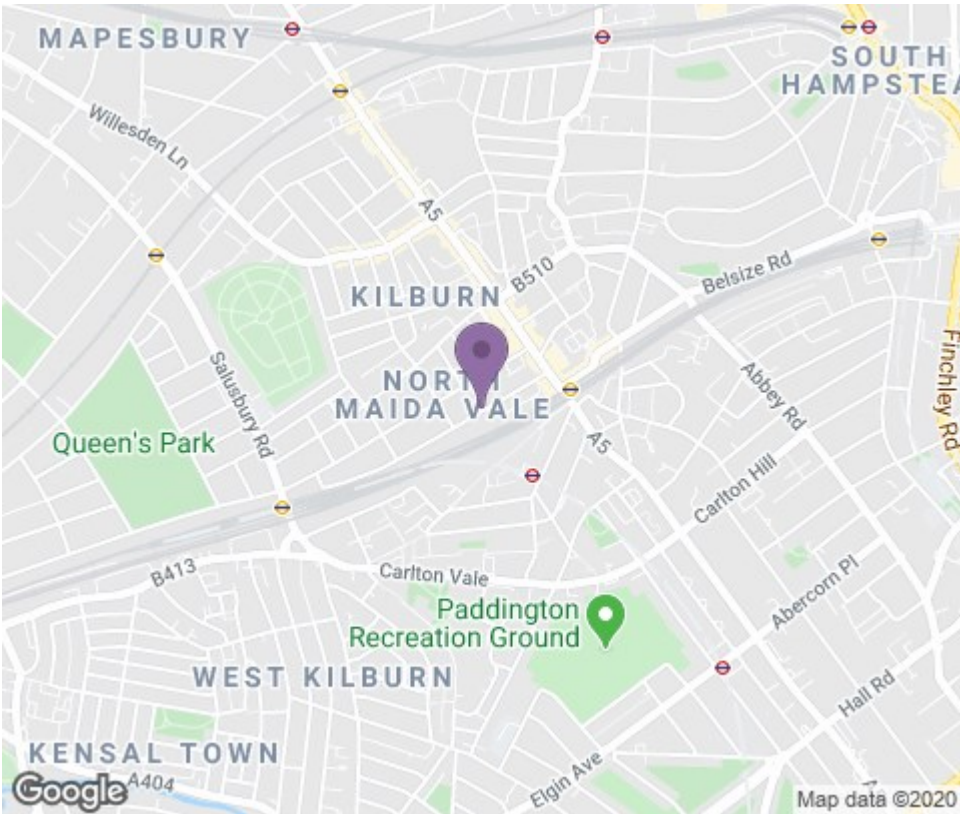 MAPESBURY
SOUTH
HAMPSTEA
Willesden Ln
A5
B510
Belsize Rd
KILBURN
Finchley Rd
Salusbury Rd
NORTH
MAIDA VALE
Abbey Rd
Queen's Park
A5
Carlton Hill
B413
Carlton Vale
Abercorn Pl
Paddington
Recreation Ground
WEST KILBURN
Hall Rd
KENSAL TOWN
Elgin Ave
A404
Google
Map data ©2020